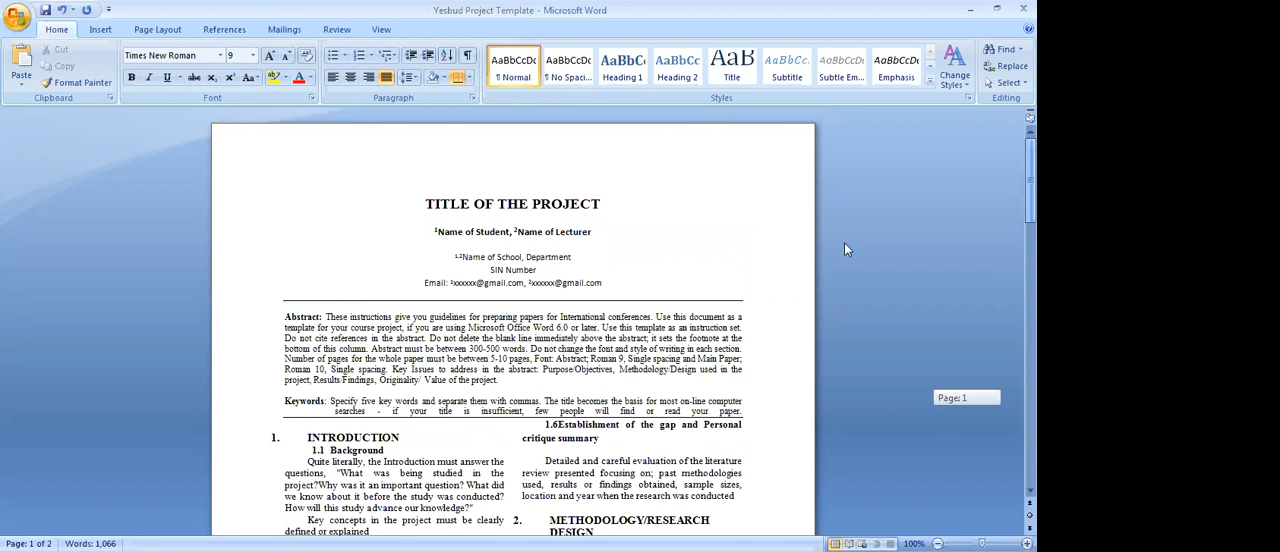 Yesbud Project Template - Microsoft Word
Home Insert Page Layout References Mailings Review View
Paste
Cut
Copy
Format Painter
Clipboard
Times New Roman 9
Font
Paragraph
AaBbCcDc AaBbCcDc AaBbC AaBbCc AaB AaBbCc. AaBbCcDc AaBbCcDc
¶ Normal ¶ No Spaci... Heading 1 Heading 2 Title Subtitle Subtle Em... Emphasis
Change Styles
Styles
Find
Replace
Select
Editing
TITLE OF THE PROJECT
¹Name of Student, ²Name of Lecturer
¹·²Name of School, Department
SIN Number
Email: ¹xxxxxx@gmail.com, ²xxxxxx@gmail.com
Abstract: These instructions give you guidelines for preparing papers for International conferences. Use this document as a
template for your course project, if you are using Microsoft Office Word 6.0 or later. Use this template as an instruction set.
Do not cite references in the abstract. Do not delete the blank line immediately above the abstract; it sets the footnote at the
bottom of this column. Abstract must be between 300-500 words. Do not change the font and style of writing in each section.
Number of pages for the whole paper must be between 5-10 pages, Font: Abstract; Roman 9, Single spacing and Main Paper;
Roman 10, Single spacing. Key Issues to address in the abstract: Purpose/Objectives, Methodology/Design used in the
project, Results/Findings, Originality/ Value of the project.
Keywords: Specify five key words and separate them with commas. The title becomes the basis for most on-line computer
searches - if your title is insufficient, few people will find or read your paper.
1. INTRODUCTION
1.1 Background
Quite literally, the Introduction must answer the
questions, "What was being studied in the
project?Why was it an important question? What did
we know about it before the study was conducted?
How will this study advance our knowledge?"
Key concepts in the project must be clearly
defined or explained
1.6Establishment of the gap and Personal
critique summary
Detailed and careful evaluation of the literature
review presented focusing on; past methodologies
used, results or findings obtained, sample sizes,
location and year when the research was conducted
2. METHODOLOGY/RESEARCH
DESIGN
Page: 1
Page: 1 of 2 Words: 1,066
100%